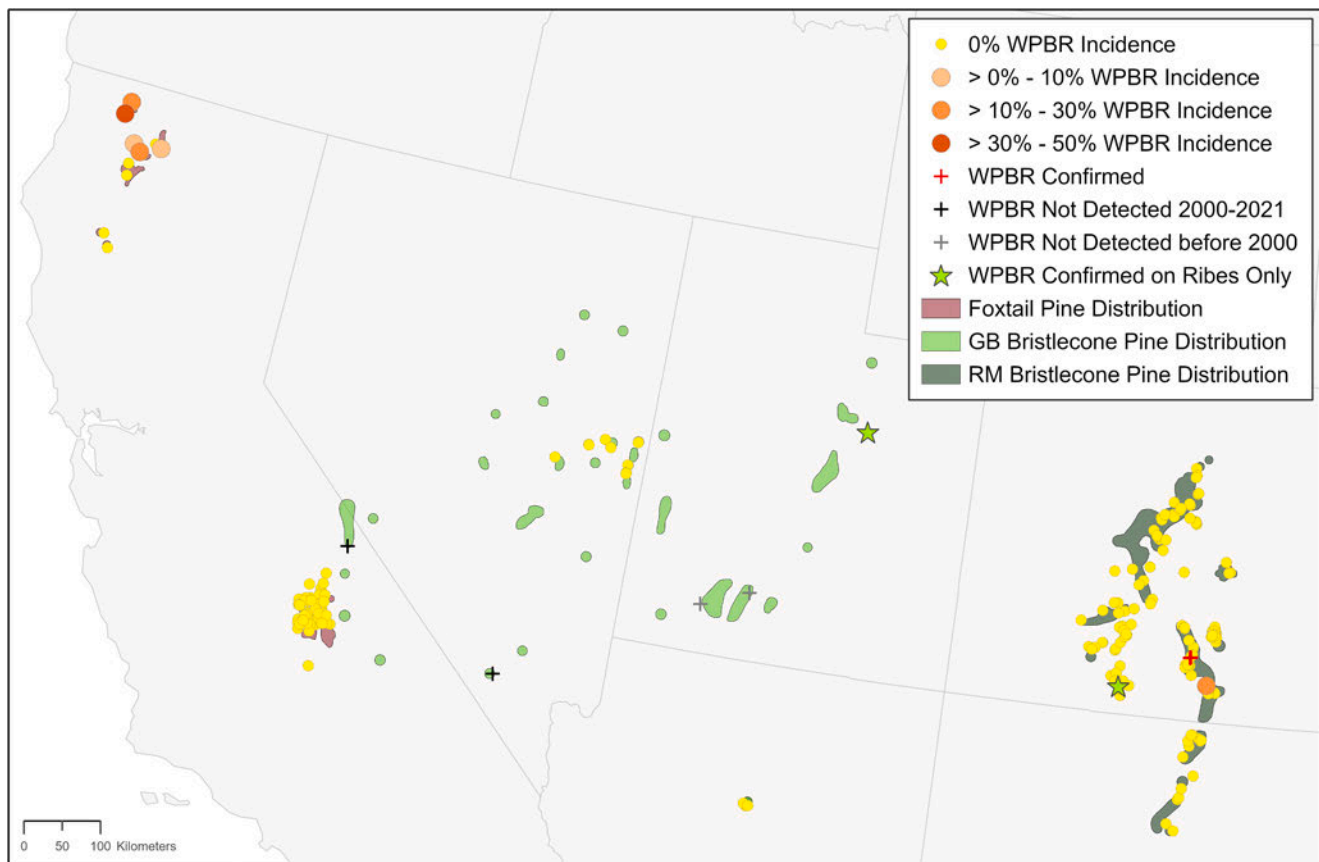 0% WPBR Incidence
> 0% - 10% WPBR Incidence
> 10% - 30% WPBR Incidence
> 30% - 50% WPBR Incidence
WPBR Confirmed
WPBR Not Detected 2000-2021
WPBR Not Detected before 2000
WPBR Confirmed on Ribes Only
Foxtail Pine Distribution
GB Bristlecone Pine Distribution
RM Bristlecone Pine Distribution
0 50 100 Kilometers